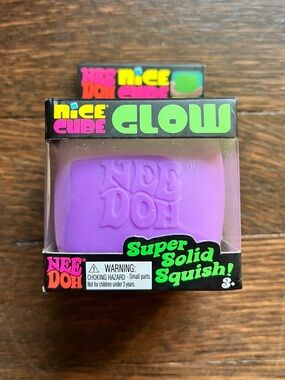 NEE NICE
DOH CUBE
NICE
CUBE
GLOW
NEE
DOH
Super
Solid
Squish!
NEE
DOH
WARNING:
CHOKING HAZARD - Small parts.
Not for children under 3 years.
3+